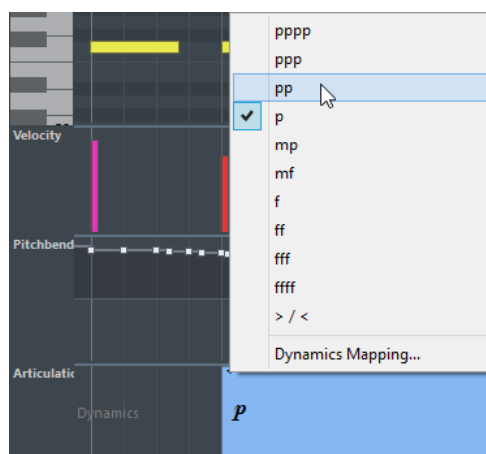 pppp
ppp
pp
p
mp
mf
f
ff
fff
ffff
> / <
Dynamics Mapping...
Velocity
Pitchbend
Articulatic
Dynamics
p